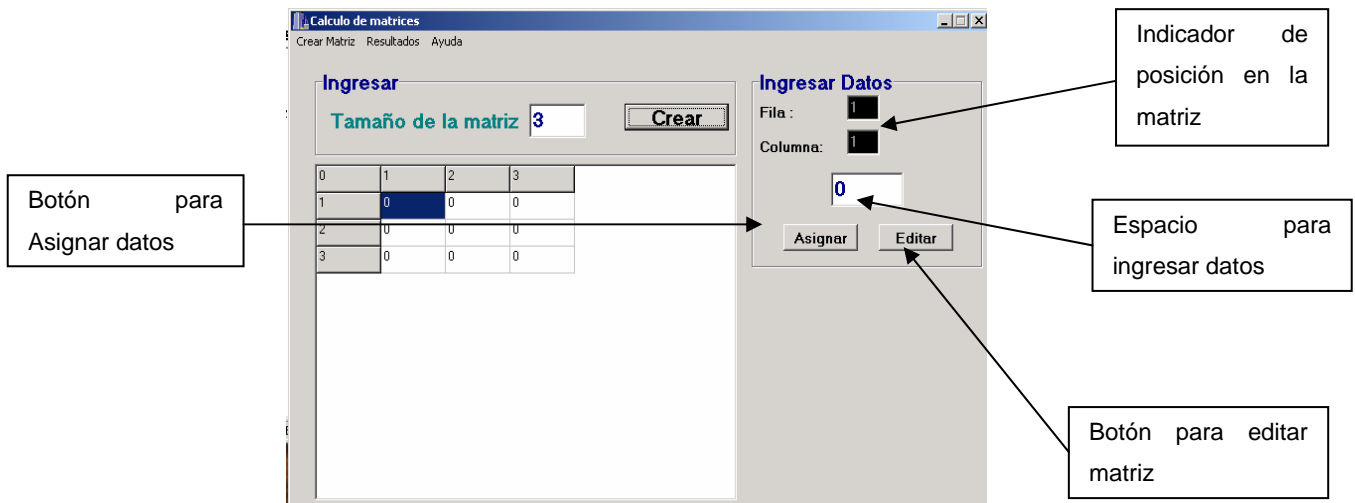 Calculo de matrices
Crear Matriz Resultados Ayuda
Ingresar
Tamaño de la matriz 3 Crear
Ingresar Datos
Fila : 1
Columna: 1
0
Asignar Editar
0 1 2 3
1 0 0 0
2 0 0 0
3 0 0 0
Botón para
Asignar datos
Indicador de
posición en la
matriz
Espacio para
ingresar datos
Botón para editar
matriz